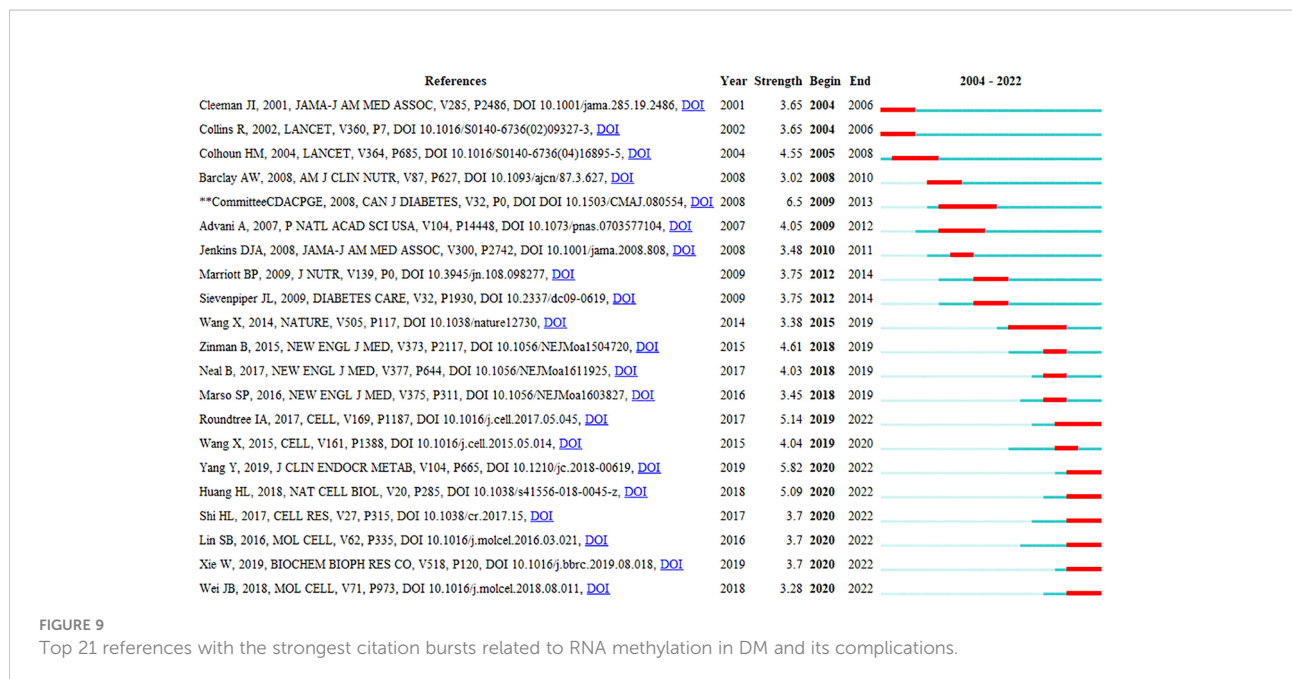 References Year Strength Begin End 2004 - 2022
Cleeman JI, 2001, JAMA-J AM MED ASSOC, V285, P2486, DOI 10.1001/jama.285.19.2486, DOI 2001 3.65 2004 2006
Collins R, 2002, LANCET, V360, P7, DOI 10.1016/S0140-6736(02)09327-3, DOI 2002 3.65 2004 2006
Colhoun HM, 2004, LANCET, V364, P685, DOI 10.1016/S0140-6736(04)16895-5, DOI 2004 4.55 2005 2008
Barclay AW, 2008, AM J CLIN NUTR, V87, P627, DOI 10.1093/ajcn/87.3.627, DOI 2008 3.02 2008 2010
**CommitteeCDACPGE, 2008, CAN J DIABETES, V32, P0, DOI DOI 10.1503/CMAJ.080554, DOI 2008 6.5 2009 2013
Advani A, 2007, P NATL ACAD SCI USA, V104, P14448, DOI 10.1073/pnas.0703577104, DOI 2007 4.05 2009 2012
Jenkins DJA, 2008, JAMA-J AM MED ASSOC, V300, P2742, DOI 10.1001/jama.2008.808, DOI 2008 3.48 2010 2011
Marriott BP, 2009, J NUTR, V139, P0, DOI 10.3945/jn.108.098277, DOI 2009 3.75 2012 2014
Sievenpiper JL, 2009, DIABETES CARE, V32, P1930, DOI 10.2337/dc09-0619, DOI 2009 3.75 2012 2014
Wang X, 2014, NATURE, V505, P117, DOI 10.1038/nature12730, DOI 2014 3.38 2015 2019
Zinman B, 2015, NEW ENGL J MED, V373, P2117, DOI 10.1056/NEJMoa1504720, DOI 2015 4.61 2018 2019
Neal B, 2017, NEW ENGL J MED, V377, P644, DOI 10.1056/NEJMoa1611925, DOI 2017 4.03 2018 2019
Marso SP, 2016, NEW ENGL J MED, V375, P311, DOI 10.1056/NEJMoa1603827, DOI 2016 3.45 2018 2019
Roundtree IA, 2017, CELL, V169, P1187, DOI 10.1016/j.cell.2017.05.045, DOI 2017 5.14 2019 2022
Wang X, 2015, CELL, V161, P1388, DOI 10.1016/j.cell.2015.05.014, DOI 2015 4.04 2019 2020
Yang Y, 2019, J CLIN ENDOCR METAB, V104, P665, DOI 10.1210/jc.2018-00619, DOI 2019 5.82 2020 2022
Huang HL, 2018, NAT CELL BIOL, V20, P285, DOI 10.1038/s41556-018-0045-z, DOI 2018 5.09 2020 2022
Shi HL, 2017, CELL RES, V27, P315, DOI 10.1038/cr.2017.15, DOI 2017 3.7 2020 2022
Lin SB, 2016, MOL CELL, V62, P335, DOI 10.1016/j.molcel.2016.03.021, DOI 2016 3.7 2020 2022
Xie W, 2019, BIOCHEM BIOPH RES CO, V518, P120, DOI 10.1016/j.bbrc.2019.08.018, DOI 2019 3.7 2020 2022
Wei JB, 2018, MOL CELL, V71, P973, DOI 10.1016/j.molcel.2018.08.011, DOI 2018 3.28 2020 2022
FIGURE 9
Top 21 references with the strongest citation bursts related to RNA methylation in DM and its complications.